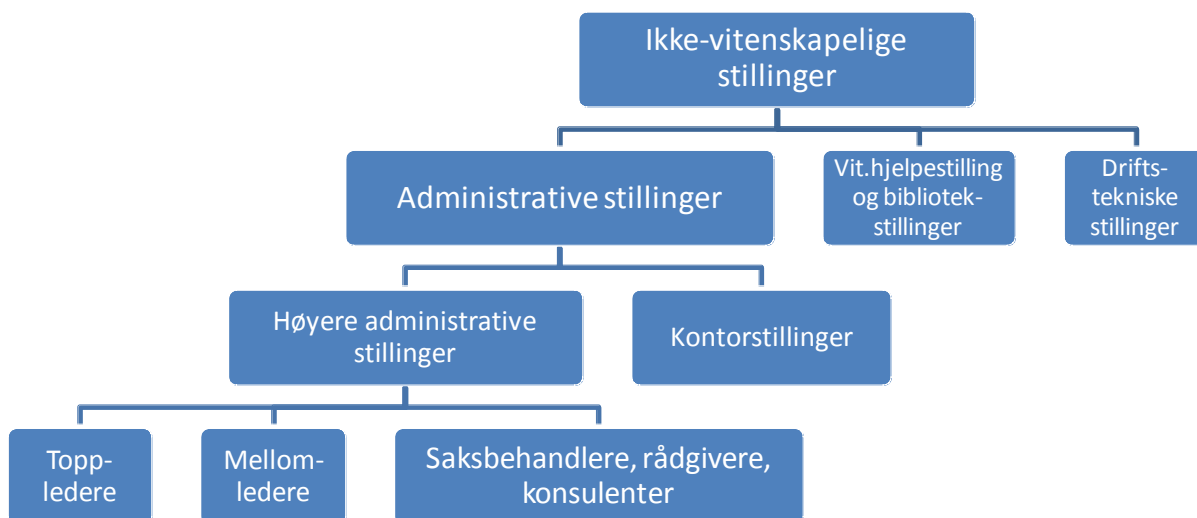 Ikke-vitenskapelige
stillinger
Administrative stillinger
Vit.hjelpestilling
og bibliotek-
stillinger
Drifts-
tekniske
stillinger
Høyere administrative
stillinger
Kontorstillinger
Topp-
ledere
Mellom-
ledere
Saksbehandlere, rådgivere,
konsulenter